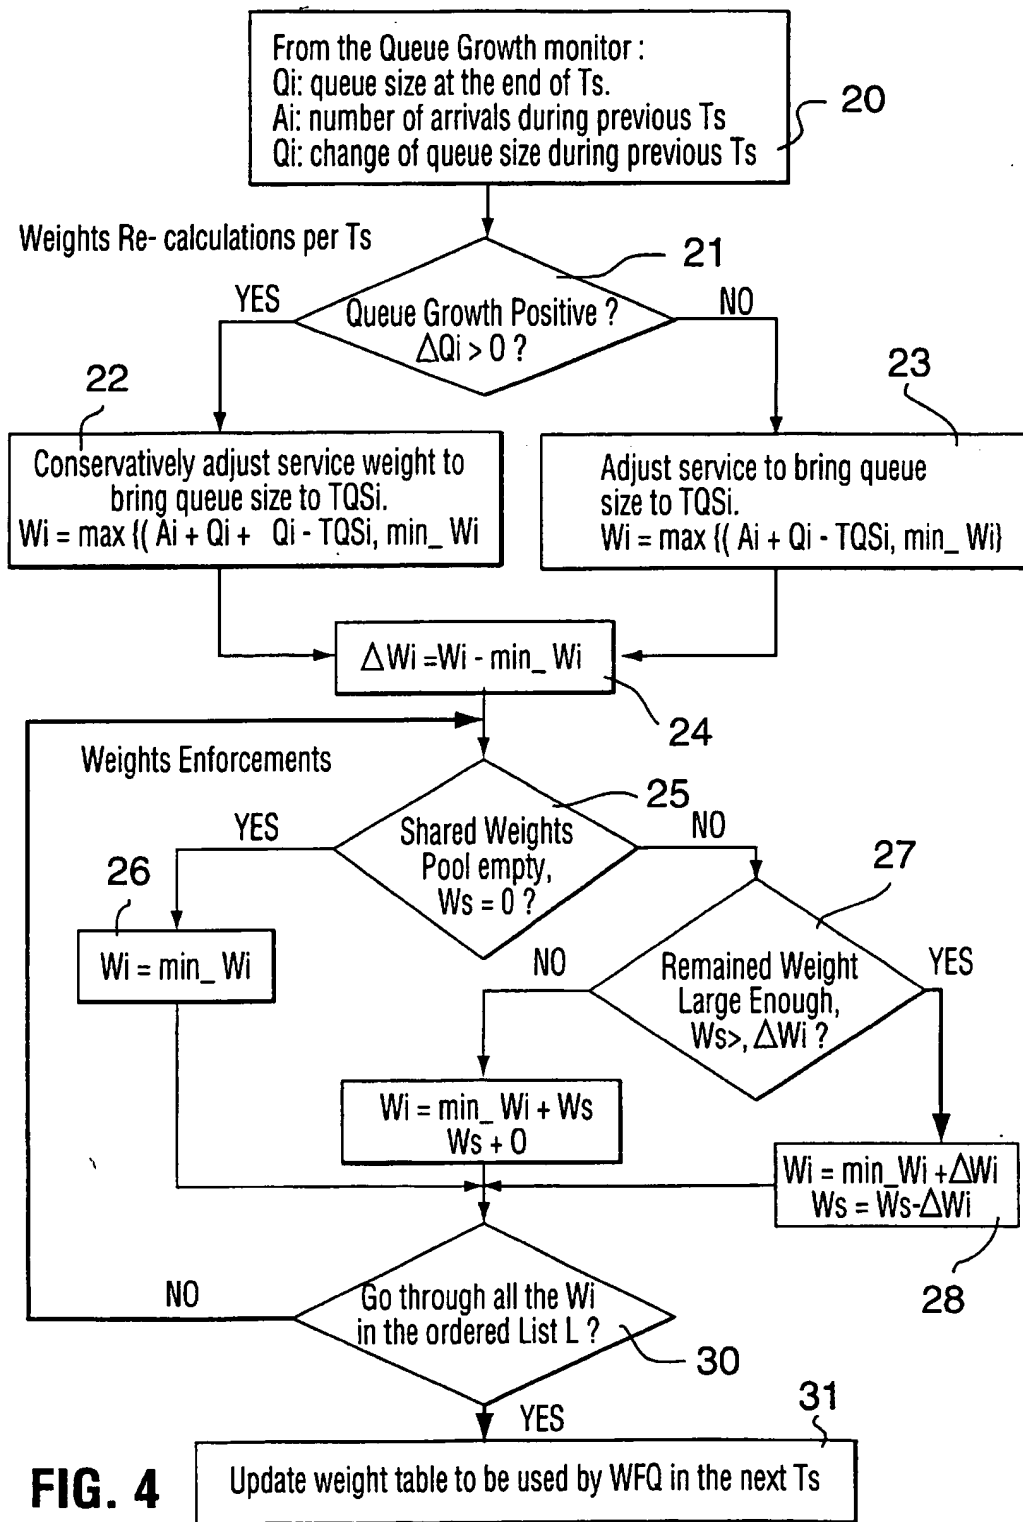 From the Queue Growth monitor :
Qi: queue size at the end of Ts.
Ai: number of arrivals during previous Ts
Qi: change of queue size during previous Ts
20
Weights Re- calculations per Ts
21
YES
Queue Growth Positive ?
ΔQi > 0 ?
NO
22
23
Conservatively adjust service weight to
bring queue size to TQSi.
Wi = max {( Ai + Qi + Qi - TQSi, min_ Wi
Adjust service to bring queue
size to TQSi.
Wi = max {( Ai + Qi - TQSi, min_ Wi}
ΔWi =Wi - min_ Wi
24
Weights Enforcements
25
YES
Shared Weights
Pool empty,
Ws = 0 ?
NO
26
27
Wi = min_ Wi
NO
Remained Weight
Large Enough,
Ws>, ΔWi ?
YES
Wi = min_ Wi + Ws
Ws + 0
Wi = min_Wi +ΔWi
Ws = Ws-ΔWi
28
NO
Go through all the Wi
in the ordered List L ?
30
YES
31
Update weight table to be used by WFQ in the next Ts
FIG. 4